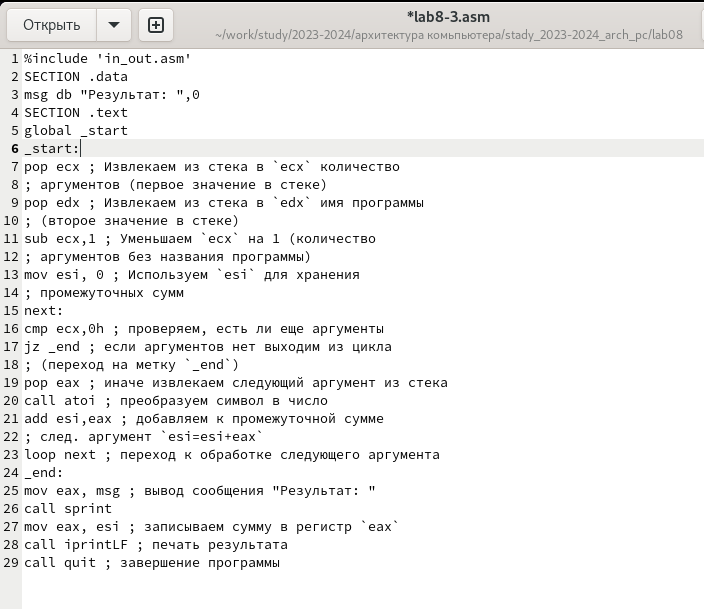 Открыть
*lab8-3.asm
~/work/study/2023-2024/архитектура комьпьютера/stady_2023-2024_arch_pc/lab08
1 %include 'in_out.asm'
2 SECTION .data
3 msg db "Результат: ",0
4 SECTION .text
5 global _start
6 _start:
7 pop ecx ; Извлекаем из стека в `ecx` количество
8 ; аргументов (первое значение в стеке)
9 pop edx ; Извлекаем из стека в `edx` имя программы
10 ; (второе значение в стеке)
11 sub ecx,1 ; Уменьшаем `ecx` на 1 (количество
12 ; аргументов без названия программы)
13 mov esi, 0 ; Используем `esi` для хранения
14 ; промежуточных сумм
15 next:
16 cmp ecx,0h ; проверяем, есть ли еще аргументы
17 jz _end ; если аргументов нет выходим из цикла
18 ; (переход на метку `_end`)
19 pop eax ; иначе извлекаем следующий аргумент из стека
20 call atoi ; преобразуем символ в число
21 add esi,eax ; добавляем к промежуточной сумме
22 ; след. аргумент `esi=esi+eax`
23 loop next ; переход к обработке следующего аргумента
24 _end:
25 mov eax, msg ; вывод сообщения "Результат: "
26 call sprint
27 mov eax, esi ; записываем сумму в регистр `eax`
28 call iprintLF ; печать результата
29 call quit ; завершение программы